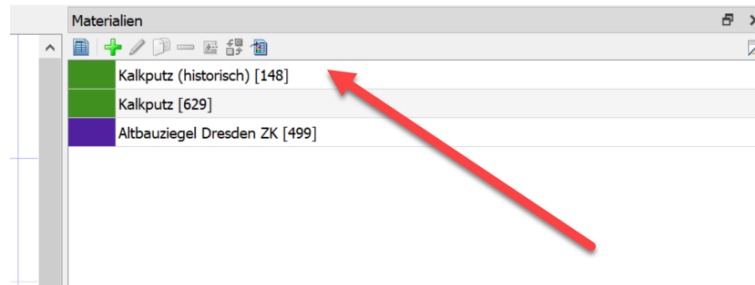 Materialien
Kalkputz (historisch) [148]
Kalkputz [629]
Altbauziegel Dresden ZK [499]